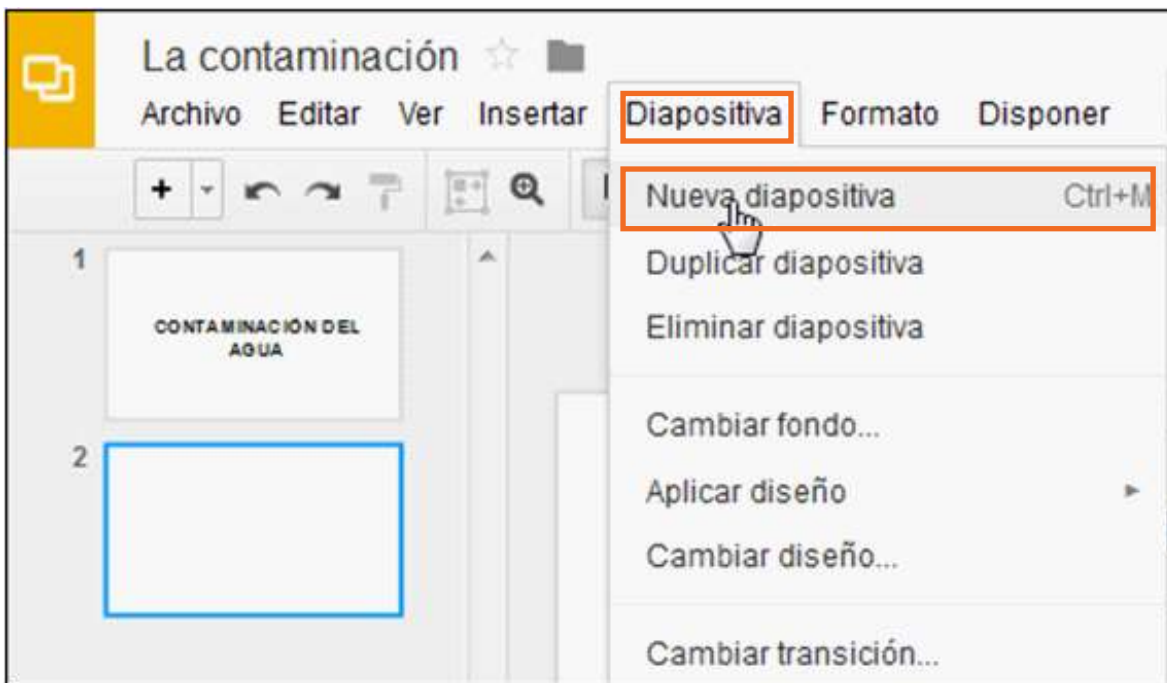 La contaminación
Archivo Editar Ver Insertar Diapositiva Formato Disponer
Nueva diapositiva Ctrl+M
Duplicar diapositiva
Eliminar diapositiva
Cambiar fondo...
Aplicar diseño
Cambiar diseño...
Cambiar transición...
1
CONTAMINACIÓN DEL
AGUA
2